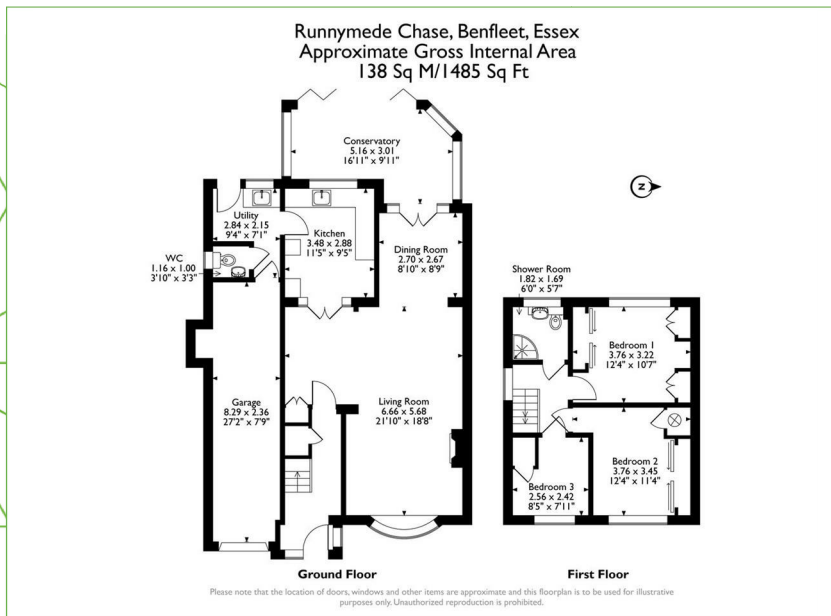 Runnymede Chase, Benfleet, Essex
Approximate Gross Internal Area
138 Sq M/1485 Sq Ft
Conservatory
5.16 x 3.01
16'11" x 9'11"
Utility
2.84 x 2.15
9'4" x 7'1"
Kitchen
3.48 x 2.88
11'5" x 9'5"
Dining Room
2.70 x 2.67
8'10" x 8'9"
WC
1.16 x 1.00
3'10" x 3'3"
Garage
8.29 x 2.36
27'2" x 7'9"
Living Room
6.66 x 5.68
21'10" x 18'8"
Ground Floor
N
Shower Room
1.82 x 1.69
6'0" x 5'7"
Bedroom 1
3.76 x 3.22
12'4" x 10'7"
Bedroom 2
3.76 x 3.45
12'4" x 11'4"
Bedroom 3
2.56 x 2.42
8'5" x 7'11"
First Floor
Please note that the location of doors, windows and other items are approximate and this floorplan is to be used for illustrative
purposes only. Unauthorized reproduction is prohibited.